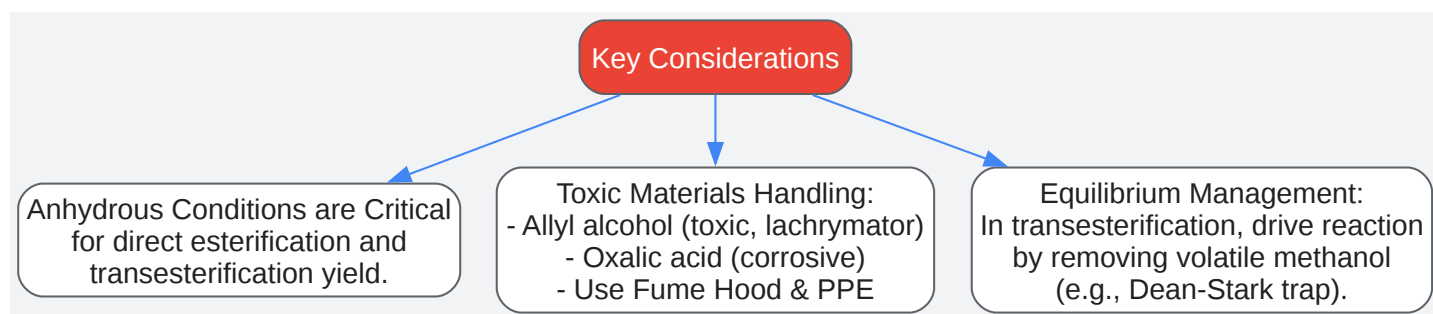 Key Considerations
Anhydrous Conditions are Critical
for direct esterification and
transesterification yield.
Toxic Materials Handling:
- Allyl alcohol (toxic, lachrymator)
- Oxalic acid (corrosive)
- Use Fume Hood & PPE
Equilibrium Management:
In transesterification, drive reaction
by removing volatile methanol
(e.g., Dean-Stark trap).